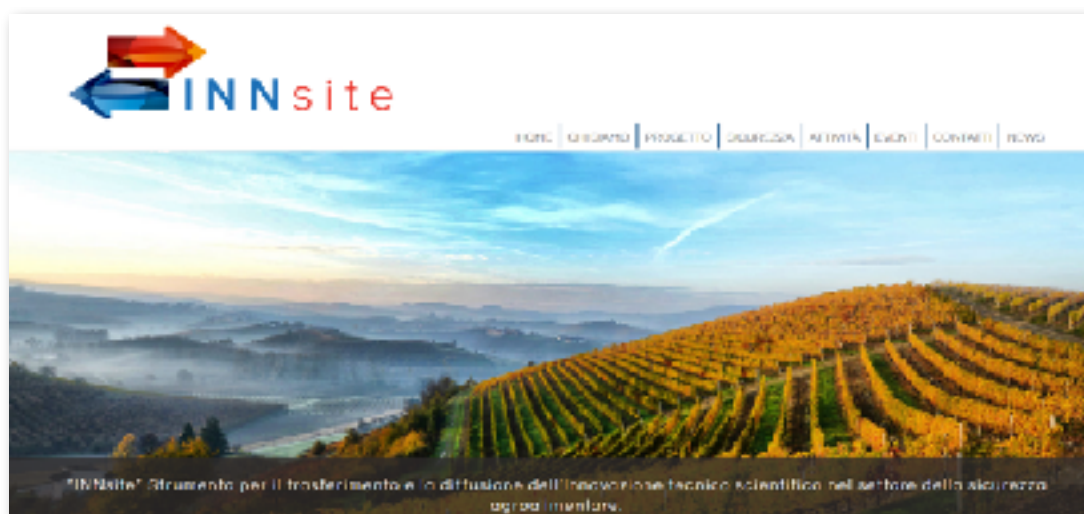 INNsite
HOME CHI SIAMO PROGETTO SICUREZZA ATTIVITÀ EVENTI CONTATTI NEWS
"INNsite" Strumento per il trasferimento e la diffusione dell'innovazione tecnico scientifica nel settore della sicurezza
agroalimentare.